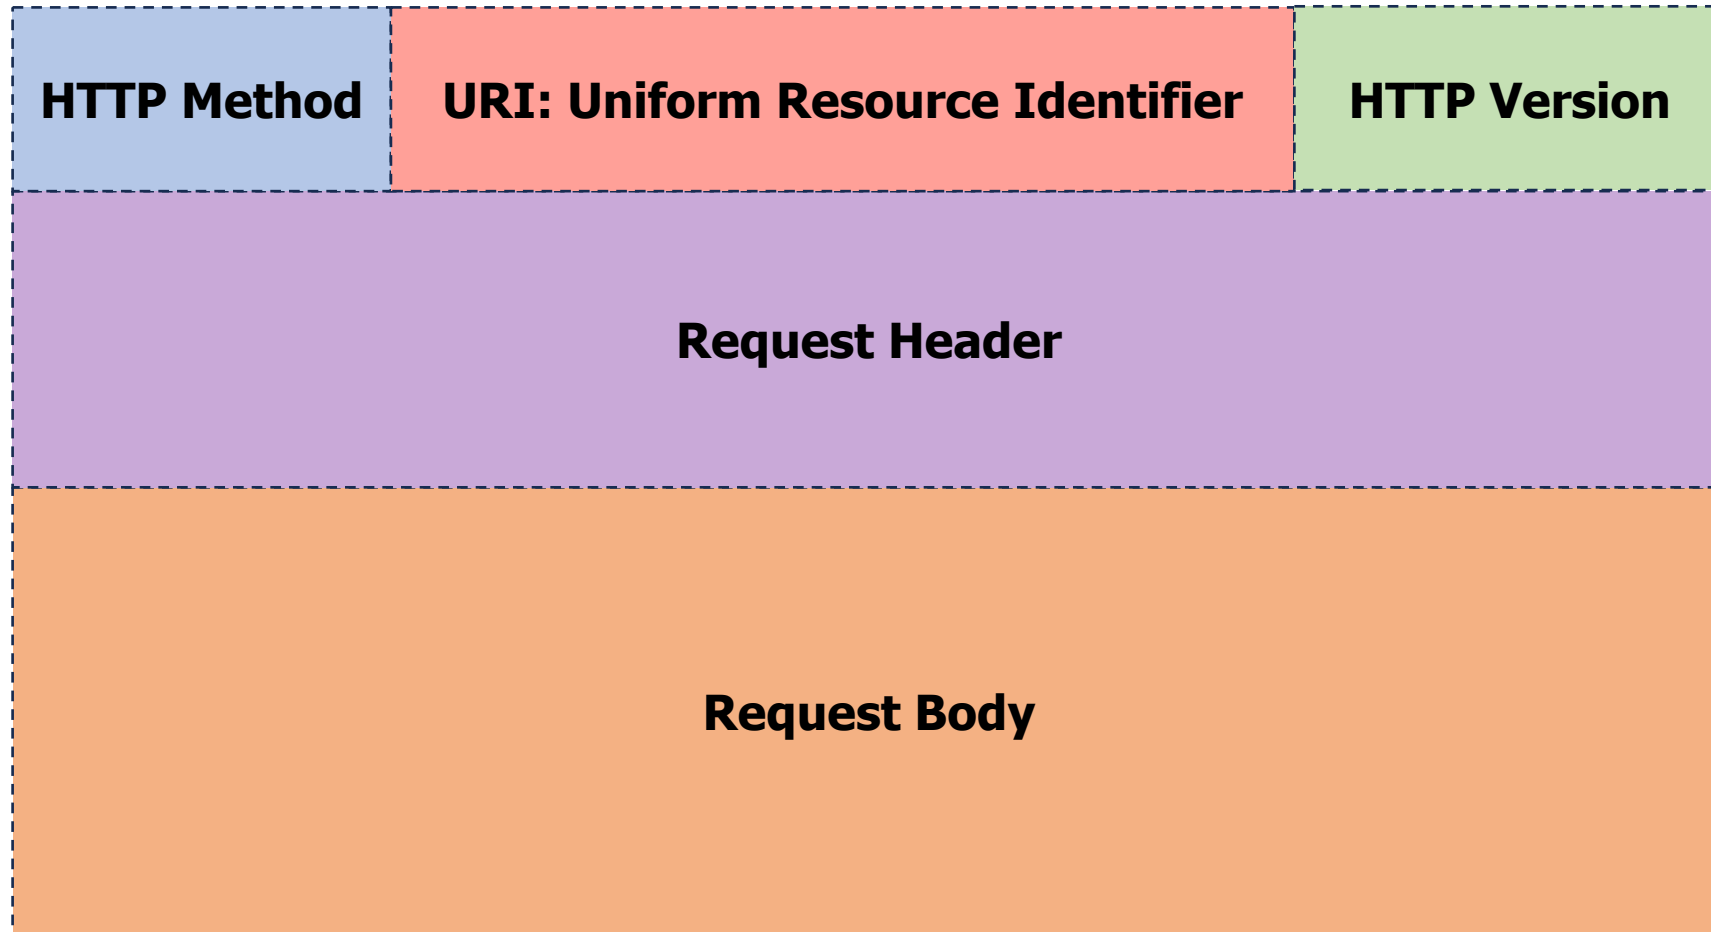 HTTP Method
URI: Uniform Resource Identifier
HTTP Version
Request Header
Request Body